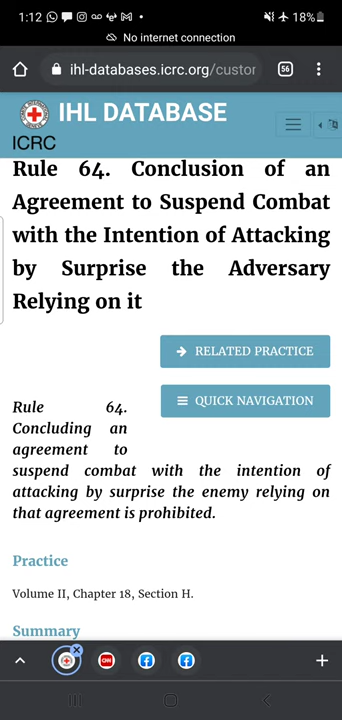 1:12
18%
No internet connection
ihl-databases.icrc.org/custor
56
IHL DATABASE
ICRC
Rule 64. Conclusion of an
Agreement to Suspend Combat
with the Intention of Attacking
by Surprise the Adversary
Relying on it
→ RELATED PRACTICE
QUICK NAVIGATION
Rule 64.
Concluding an
agreement to
suspend combat with the intention of
attacking by surprise the enemy relying on
that agreement is prohibited.
Practice
Volume II, Chapter 18, Section H.
Summary
CNN